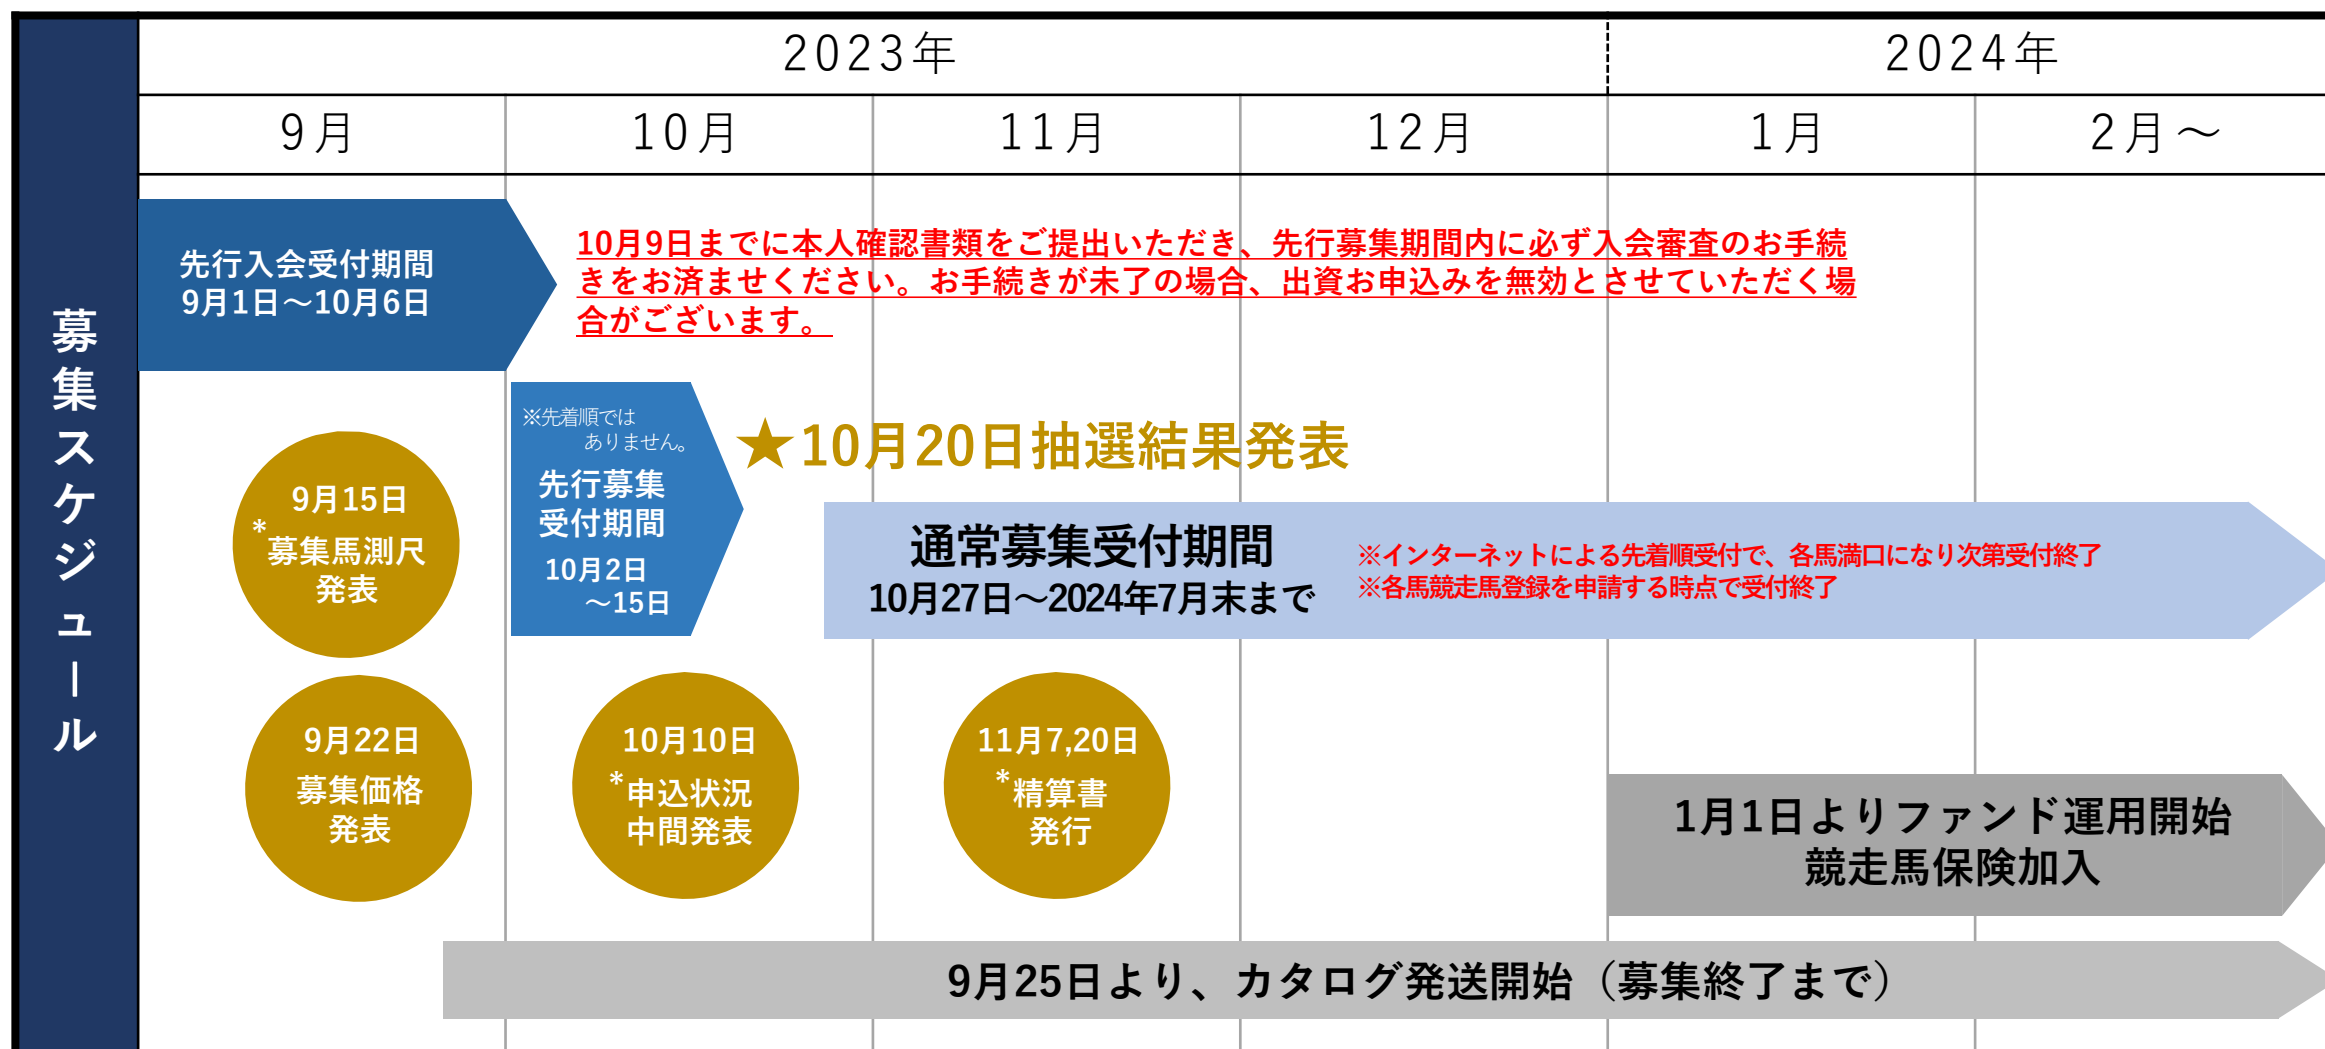 募集スケジュール
2023年
2024年
9月
10月
11月
12月
1月
2月～
先行入会受付期間
9月1日～10月6日
10月9日までに本人確認書類をご提出いただき、先行募集期間内に必ず入会審査のお手続
きをお済ませください。お手続きが未了の場合、出資お申込みを無効とさせていただく場
合がございます。
※先着順では
ありません。
先行募集
受付期間
10月2日
～15日
★10月20日抽選結果発表
9月15日
*募集馬測尺
発表
通常募集受付期間
10月27日～2024年7月末まで
※インターネットによる先着順受付で、各馬満口になり次第受付終了
※各馬競走馬登録を申請する時点で受付終了
9月22日
募集価格
発表
10月10日
*申込状況
中間発表
11月7,20日
*精算書
発行
1月1日よりファンド運用開始
競走馬保険加入
9月25日より、カタログ発送開始（募集終了まで）